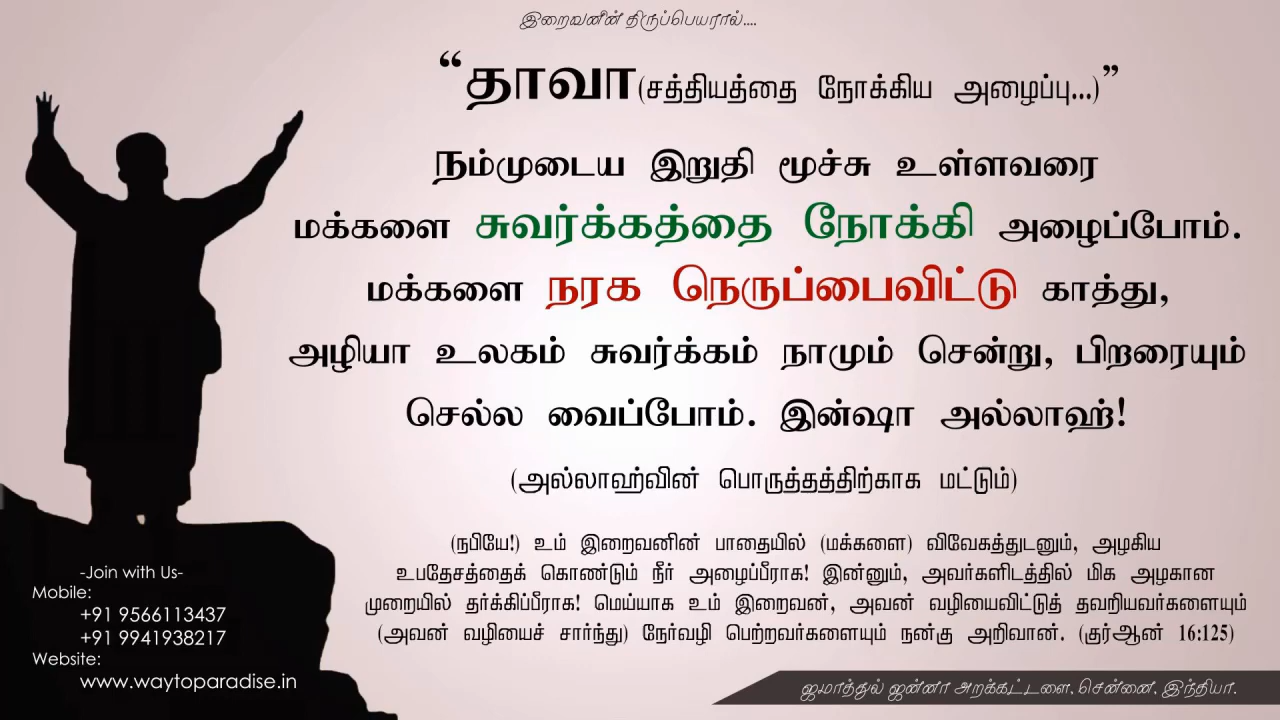 இறைவனின் திருப்பெயரால்....
“தாவா(சத்தியத்தை நோக்கிய அழைப்பு...)”
நம்முடைய இறுதி மூச்சு உள்ளவரை
மக்களை சுவர்க்கத்தை நோக்கி அழைப்போம்.
மக்களை நரக நெருப்பைவிட்டு காத்து,
அழியா உலகம் சுவர்க்கம் நாமும் சென்று, பிறரையும்
செல்ல வைப்போம். இன்ஷா அல்லாஹ்!
(அல்லாஹ்வின் பொருத்தத்திற்காக மட்டும்)
(நபியே!) உம் இறைவனின் பாதையில் (மக்களை) விவேகத்துடனும், அழகிய
உபதேசத்தைக் கொண்டும் நீர் அழைப்பீராக! இன்னும், அவர்களிடத்தில் மிக அழகான
முறையில் தர்க்கிப்பீராக! மெய்யாக உம் இறைவன், அவன் வழியைவிட்டுத் தவறியவர்களையும்
(அவன் வழியைச் சார்ந்து) நேர்வழி பெற்றவர்களையும் நன்கு அறிவான். (குர்ஆன் 16:125)
-Join with Us-
Mobile:
+91 9566113437
+91 9941938217
Website:
www.waytoparadise.in
ஜமாத்துல் ஜன்னா அறக்கட்டளை, சென்னை, இந்தியா.